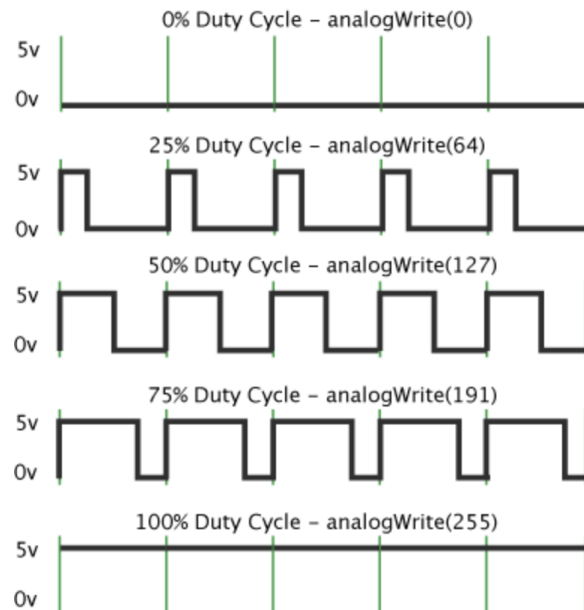 0% Duty Cycle – analogWrite(0)
5v
0v
25% Duty Cycle – analogWrite(64)
5v
0v
50% Duty Cycle – analogWrite(127)
5v
0v
75% Duty Cycle – analogWrite(191)
5v
0v
100% Duty Cycle – analogWrite(255)
5v
0v